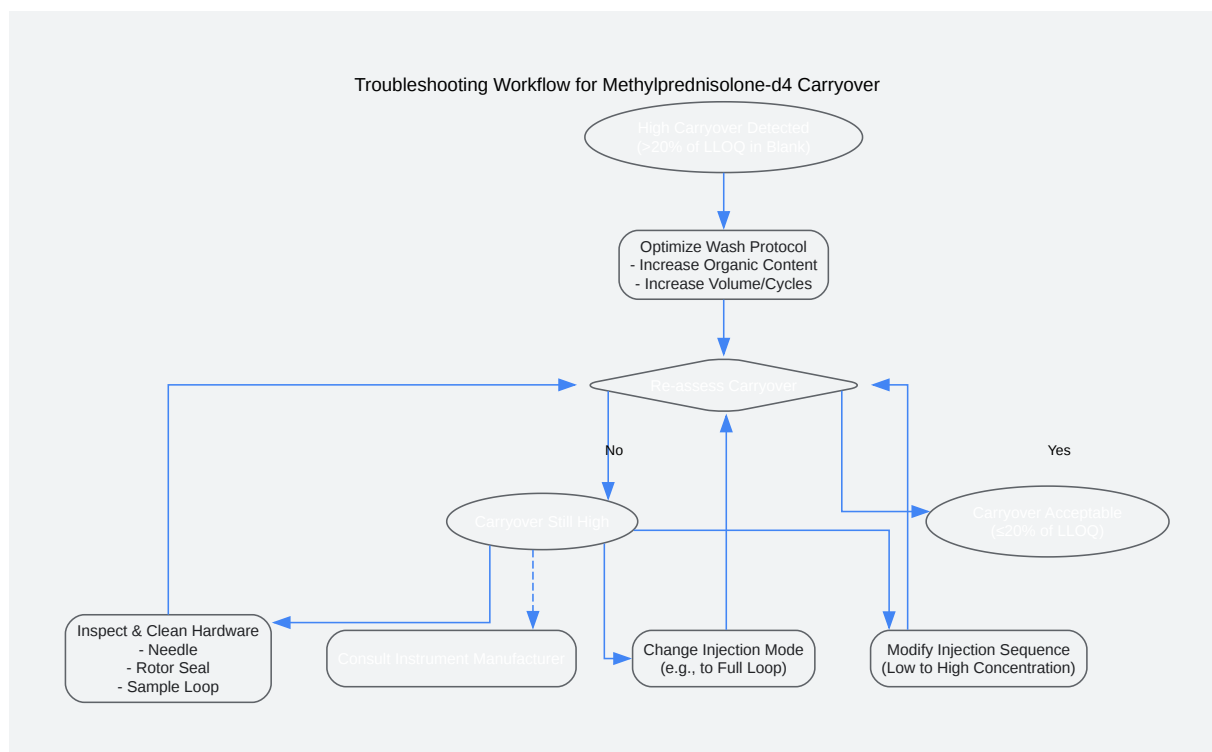 Troubleshooting Workflow for Methylprednisolone-d4 Carryover
High Carryover Detected
(>20% of LLOQ in Blank)
Optimize Wash Protocol
- Increase Organic Content
- Increase Volume/Cycles
Re-assess Carryover
No
Yes
Carryover Still High
Carryover Acceptable
(≤20% of LLOQ)
Inspect & Clean Hardware
- Needle
- Rotor Seal
- Sample Loop
Consult Instrument Manufacturer
Change Injection Mode
(e.g., to Full Loop)
Modify Injection Sequence
(Low to High Concentration)